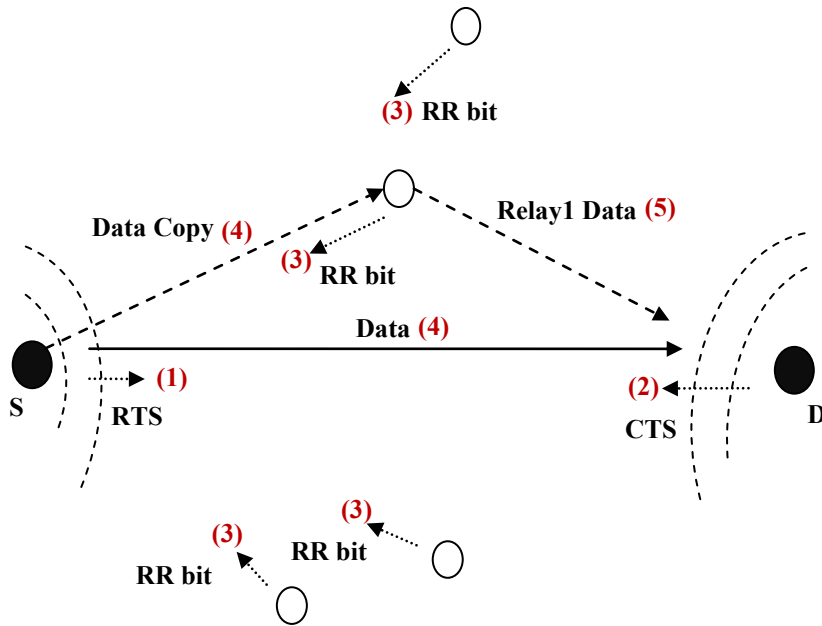 (3) RR bit
Data Copy (4)
Relay1 Data (5)
(3) RR bit
Data (4)
(1)
(2)
S
RTS
CTS
D
(3)
(3)
RR bit
RR bit